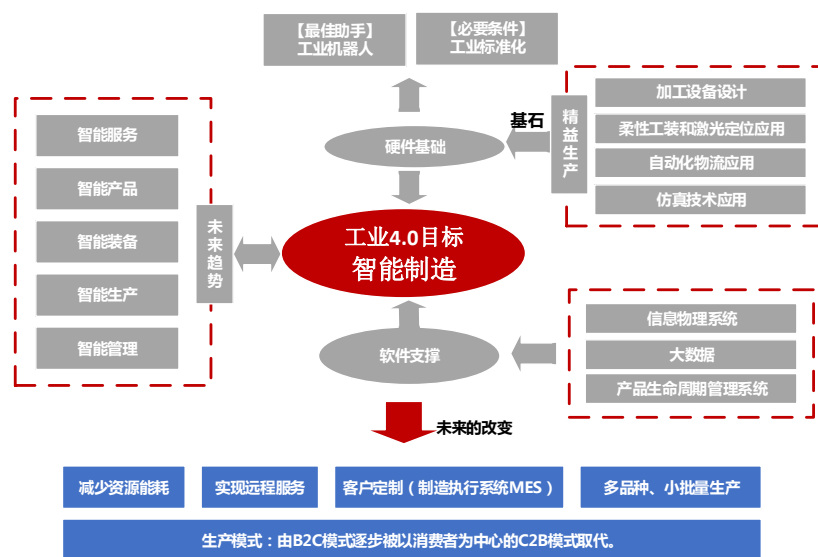 【最佳助手】
工业机器人
【必要条件】
工业标准化
基石
精益生产
加工设备设计
柔性工装和激光定位应用
自动化物流应用
仿真技术应用
硬件基础
智能服务
智能产品
智能装备
智能生产
智能管理
未来趋势
工业4.0目标
智能制造
软件支撑
信息物理系统
大数据
产品生命周期管理系统
未来的改变
减少资源能耗
实现远程服务
客户定制（制造执行系统MES）
多品种、小批量生产
生产模式：由B2C模式逐步被以消费者为中心的C2B模式取代。